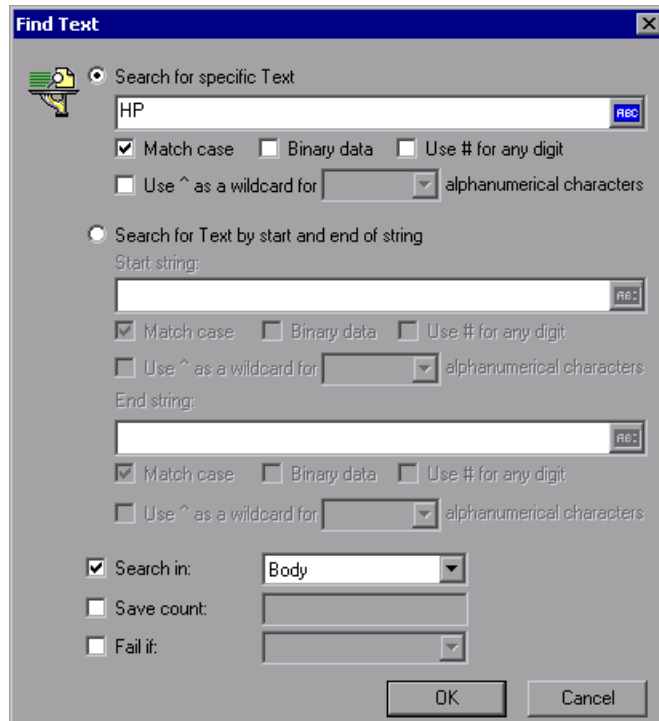 Find Text
Search for specific Text
HP
ABC
Match case Binary data Use # for any digit
Use ^ as a wildcard for alphanumerical characters
Search for Text by start and end of string
Start string:
ABC
Match case Binary data Use # for any digit
Use ^ as a wildcard for alphanumerical characters
End string:
ABC
Match case Binary data Use # for any digit
Use ^ as a wildcard for alphanumerical characters
Search in: Body
Save count:
Fail if:
OK Cancel